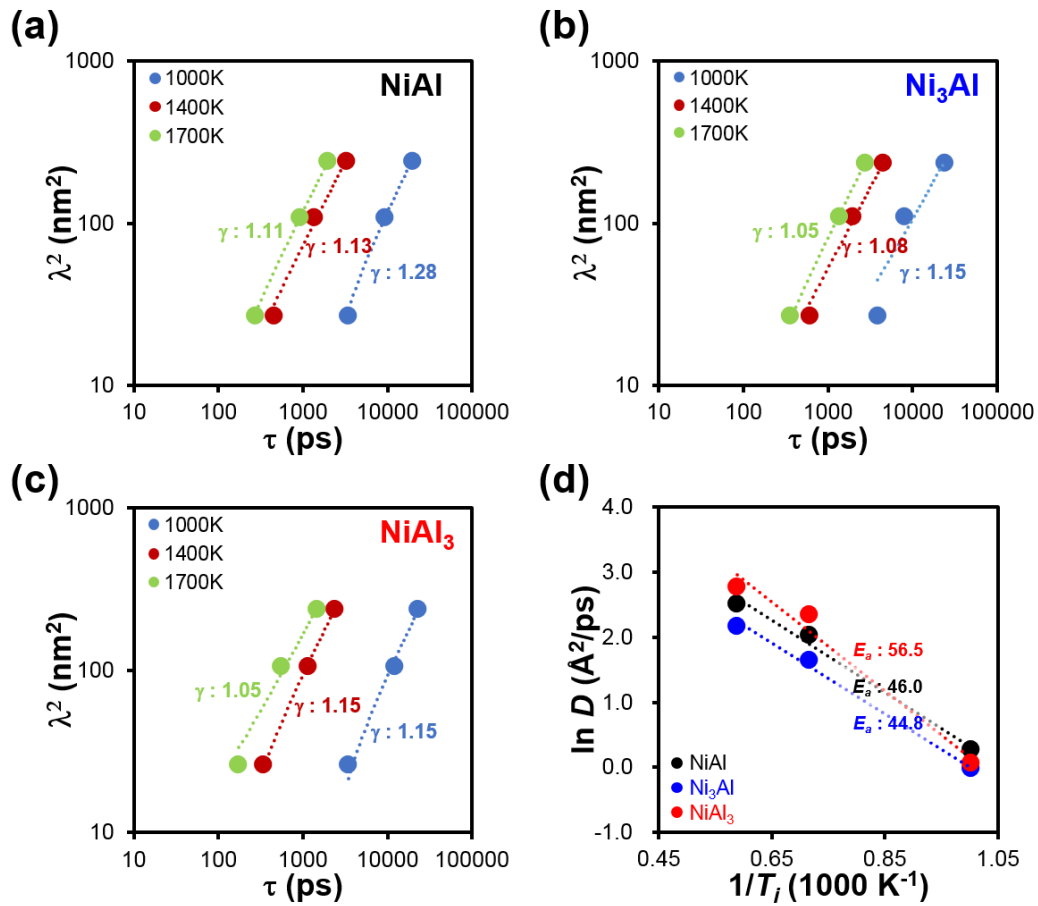 (a)
1000
100
10
λ² (nm²)
1000K
1400K
1700K
NiAl
γ : 1.11
γ : 1.13
γ : 1.28
10 100 1000 10000 100000
τ (ps)
(b)
1000
100
10
λ² (nm²)
1000K
1400K
1700K
Ni₃Al
γ : 1.05
γ : 1.08
γ : 1.15
10 100 1000 10000 100000
τ (ps)
(c)
1000
100
10
λ² (nm²)
1000K
1400K
1700K
NiAl₃
γ : 1.05
γ : 1.15
γ : 1.15
10 100 1000 10000 100000
τ (ps)
(d)
4.0
3.0
2.0
1.0
0.0
-1.0
ln D (Å²/ps)
Eₐ : 56.5
Eₐ : 46.0
Eₐ : 44.8
NiAl
Ni₃Al
NiAl₃
0.45 0.65 0.85 1.05
1/Tᵢ (1000 K⁻¹)